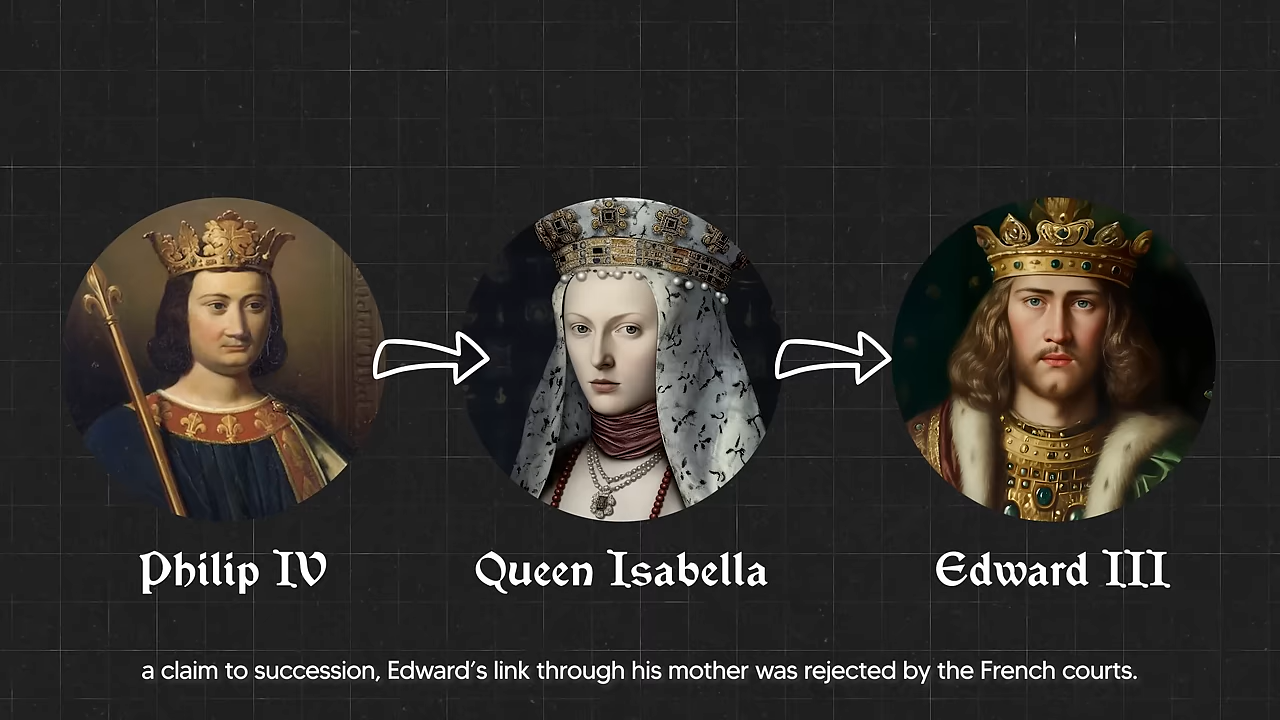 Philip IV
Queen Isabella
Edward III
a claim to succession, Edward's link through his mother was rejected by the French courts.